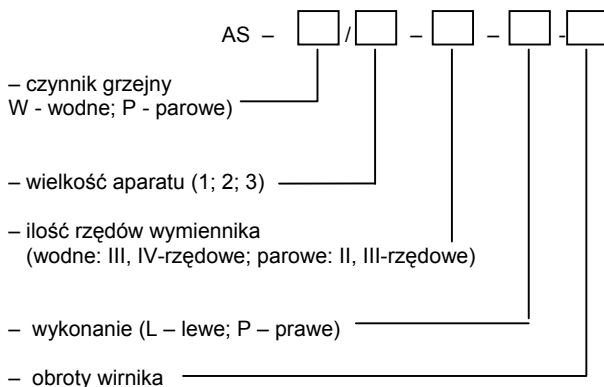 AS – / – – -
– czynnik grzejny
W - wodne; P - parowe)
– wielkość aparatu (1; 2; 3)
– ilość rzędów wymiennika
(wodne: III, IV-rzędowe; parowe: II, III-rzędowe)
– wykonanie (L – lewe; P – prawe)
– obroty wirnika